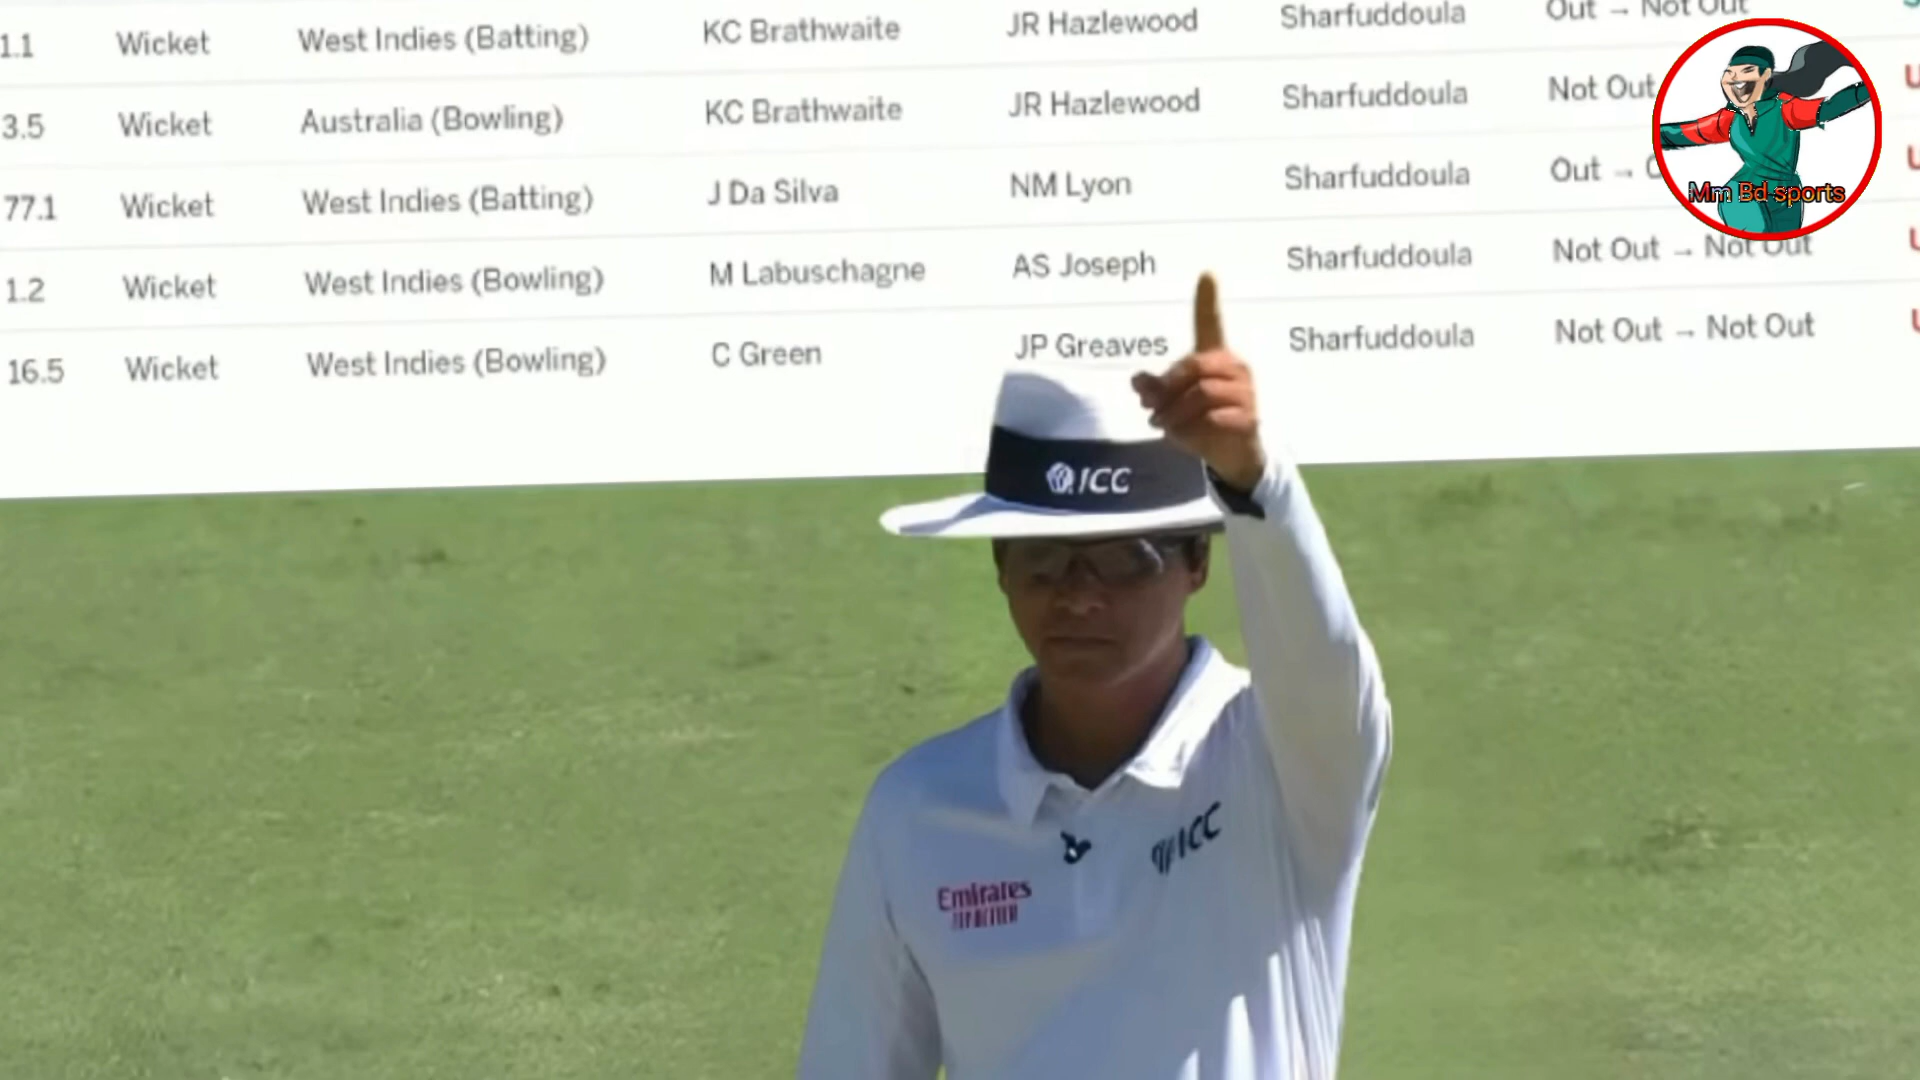 1.1 Wicket West Indies (Batting) KC Brathwaite JR Hazlewood Sharfuddoula Out → Not Out
3.5 Wicket Australia (Bowling) KC Brathwaite JR Hazlewood Sharfuddoula Not Out
77.1 Wicket West Indies (Batting) J Da Silva NM Lyon Sharfuddoula Out →
1.2 Wicket West Indies (Bowling) M Labuschagne AS Joseph Sharfuddoula Not Out → Not Out
16.5 Wicket West Indies (Bowling) C Green JP Greaves Sharfuddoula Not Out → Not Out
Mm Bd sports
ICC
ICC
Emirates